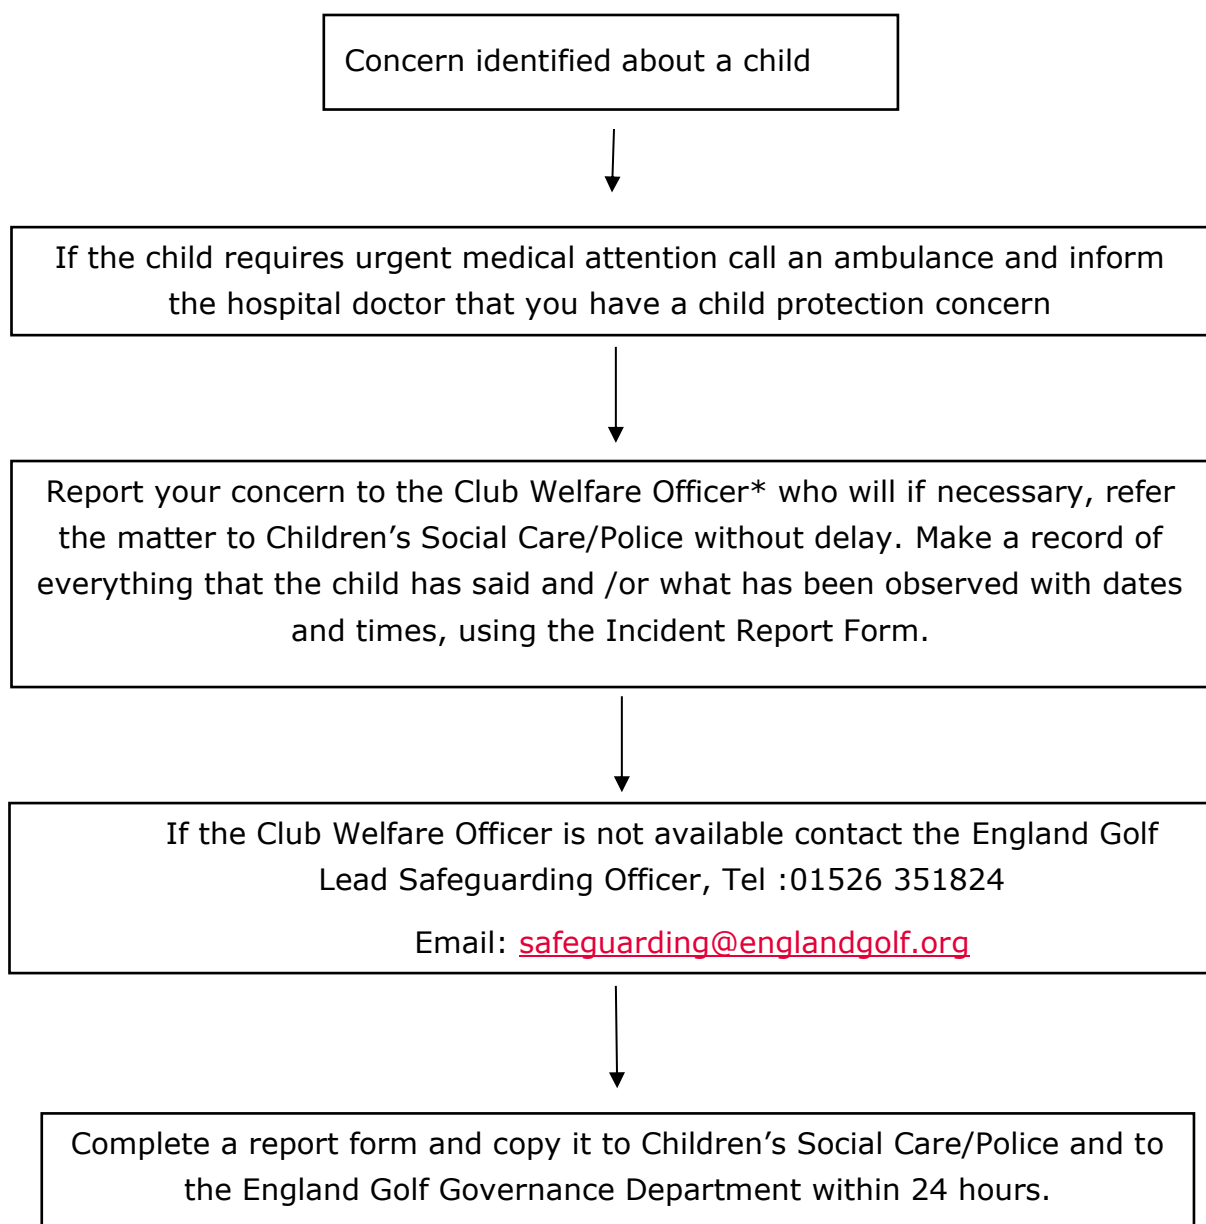 Concern identified about a child
If the child requires urgent medical attention call an ambulance and inform
the hospital doctor that you have a child protection concern
Report your concern to the Club Welfare Officer* who will if necessary, refer
the matter to Children’s Social Care/Police without delay. Make a record of
everything that the child has said and /or what has been observed with dates
and times, using the Incident Report Form.
If the Club Welfare Officer is not available contact the England Golf
Lead Safeguarding Officer, Tel :01526 351824
Email: safeguarding@englandgolf.org
Complete a report form and copy it to Children’s Social Care/Police and to
the England Golf Governance Department within 24 hours.